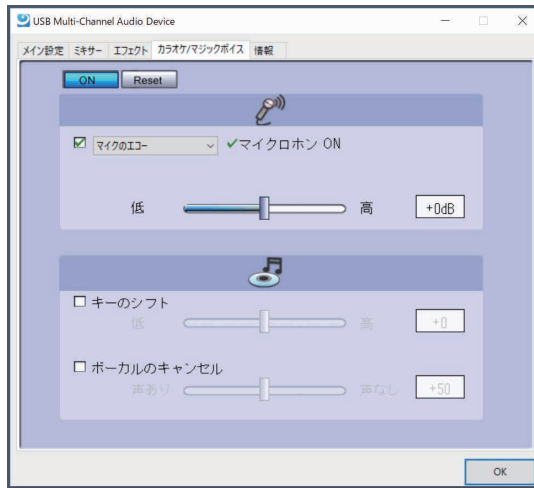 USB Multi-Channel Audio Device
メイン設定 ミキサー エフェクト カラオケ/マジックボイス 情報
ON Reset
マイクのエコー ✓マイクロホン ON
低 高 +0dB
キーのシフト
低 高 +0
ボーカルのキャンセル
声あり 声なし +50
OK